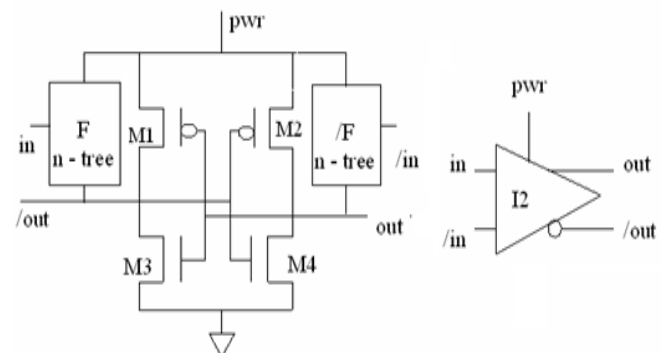 pwr
F
n - tree
in
M1
M2
/F
n - tree
/in
/out
out
M3
M4
pwr
in
/in
I2
out
/out